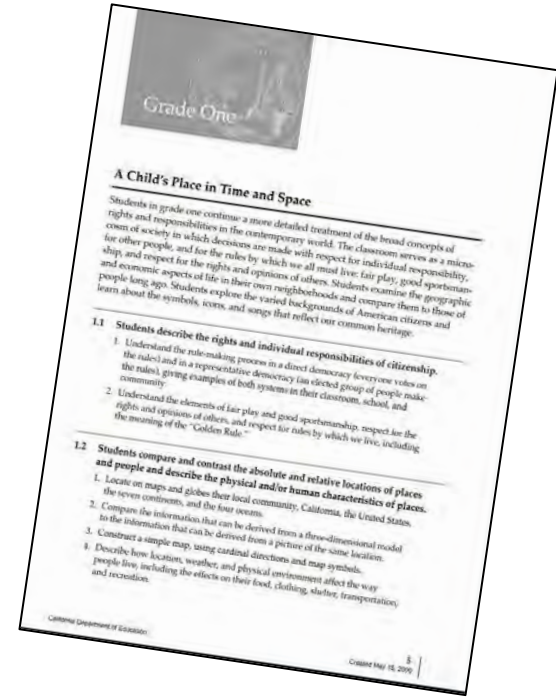 Grade One
A Child's Place in Time and Space
Students in grade one continue a more detailed treatment of the broad concepts of
rights and responsibilities in the contemporary world. The classroom serves as a micro-
cosm of society in which decisions are made with respect for individual responsibility,
for other people, and for the rules by which we all must live: fair play, good sportsman-
ship, and respect for the rights and opinions of others. Students examine the geographic
and economic aspects of life in their own neighborhoods and compare them to those of
people long ago. Students explore the varied backgrounds of American citizens and
learn about the symbols, icons, and songs that reflect our common heritage.
1.1 Students describe the rights and individual responsibilities of citizenship.
1. Understand the rule-making process in a direct democracy (everyone votes on
the rules) and in a representative democracy (an elected group of people make
the rules), giving examples of both systems in their classroom, school, and
community.
2. Understand the elements of fair play and good sportsmanship, respect for the
rights and opinions of others, and respect for rules by which we live, including
the meaning of the "Golden Rule."
1.2 Students compare and contrast the absolute and relative locations of places
and people and describe the physical and/or human characteristics of places.
1. Locate on maps and globes their local community, California, the United States,
the seven continents, and the four oceans.
2. Compare the information that can be derived from a three-dimensional model
to the information that can be derived from a picture of the same location.
3. Construct a simple map, using cardinal directions and map symbols.
4. Describe how location, weather, and physical environment affect the way
people live, including the effects on their food, clothing, shelter, transportation,
and recreation.
California Department of Education
5
Created May 18, 2000